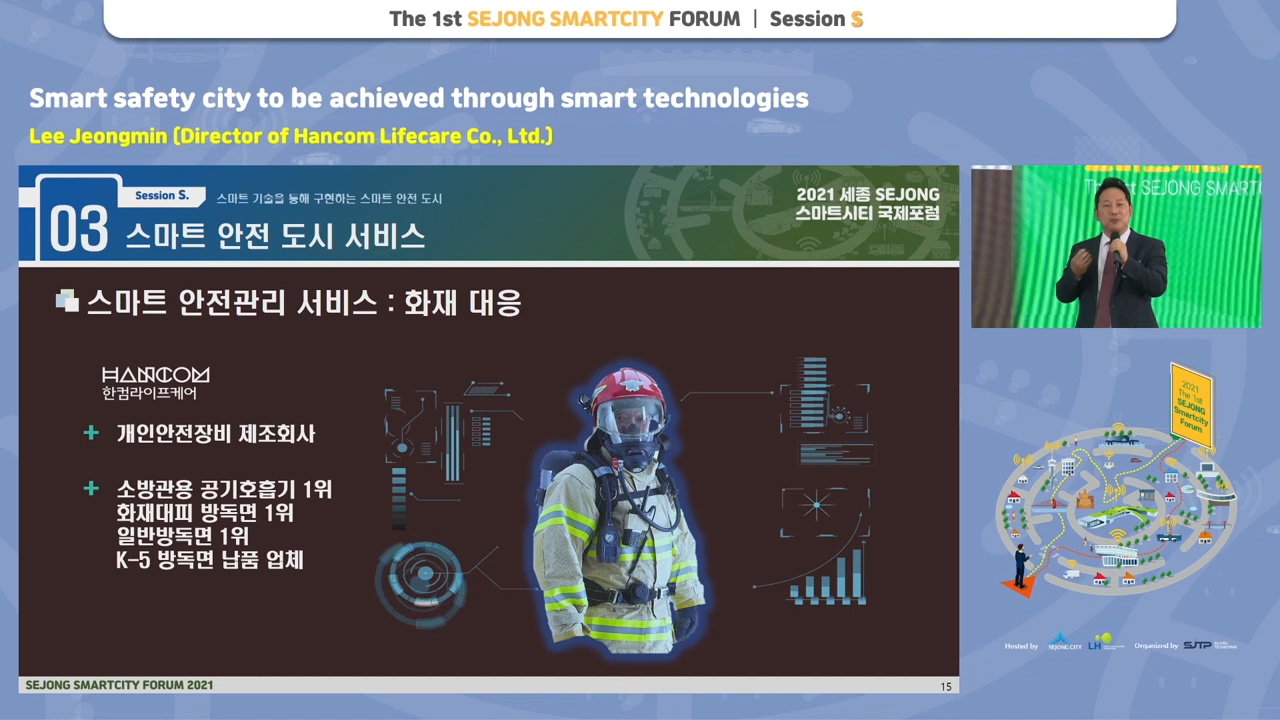 The 1st SEJONG SMARTCITY FORUM | Session S
Smart safety city to be achieved through smart technologies
Lee Jeongmin (Director of Hancom Lifecare Co., Ltd.)
03
Session S.
스마트 기술을 통해 구현하는 스마트 안전 도시
스마트 안전 도시 서비스
2021 세종 SEJONG
스마트시티 국제포럼
스마트 안전관리 서비스 : 화재 대응
HANCOM
한컴라이프케어
+ 개인안전장비 제조회사
+ 소방관용 공기호흡기 1위
화재대피 방독면 1위
일반방독면 1위
K-5 방독면 납품 업체
SEJONG SMARTCITY FORUM 2021
15
SEJONG SMART
2021
The 1st
SEJONG
Smartcity
Forum
Hosted by
SEJONG CITY
LH
Organized by
SJTP